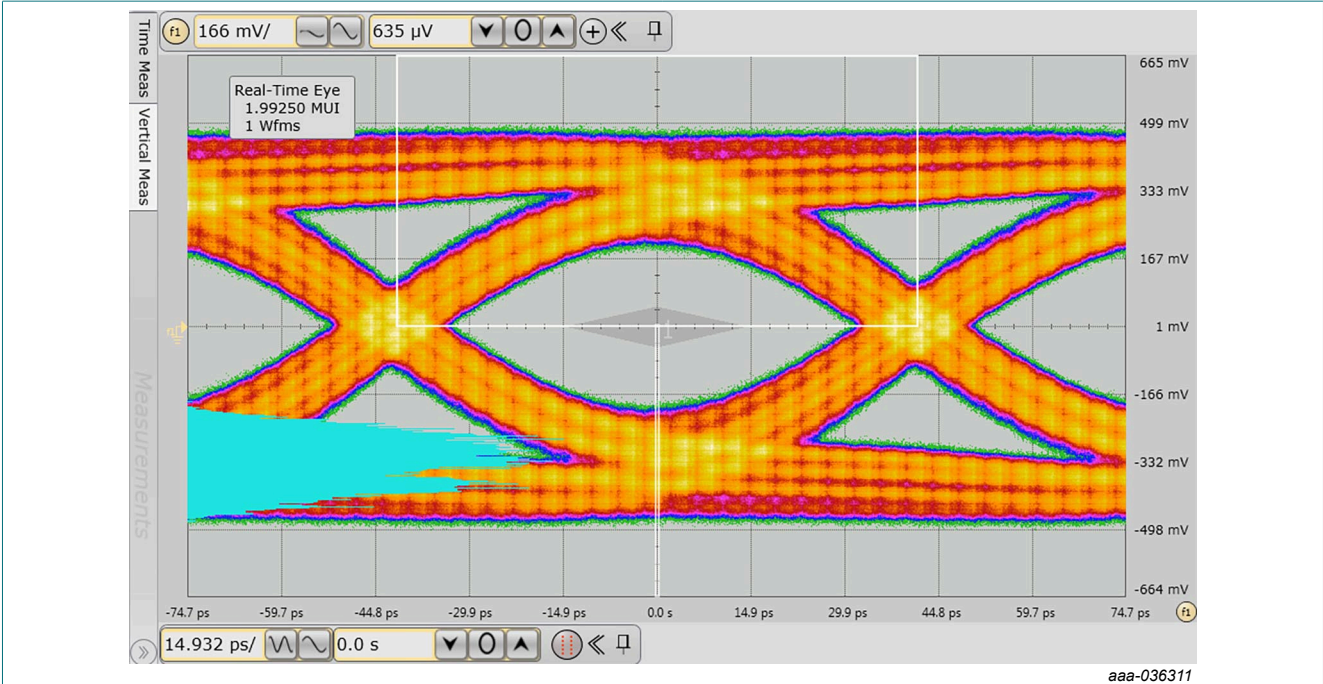 Time Meas
Vertical Meas
Measurements
f1
166 mV/
635 µV
Real-Time Eye
1.99250 MUI
1 Wfms
665 mV
499 mV
333 mV
167 mV
1 mV
-166 mV
-332 mV
-498 mV
-664 mV
1
-74.7 ps
-59.7 ps
-44.8 ps
-29.9 ps
-14.9 ps
0.0 s
14.9 ps
29.9 ps
44.8 ps
59.7 ps
74.7 ps
f1
14.932 ps/
0.0 s
aaa-036311